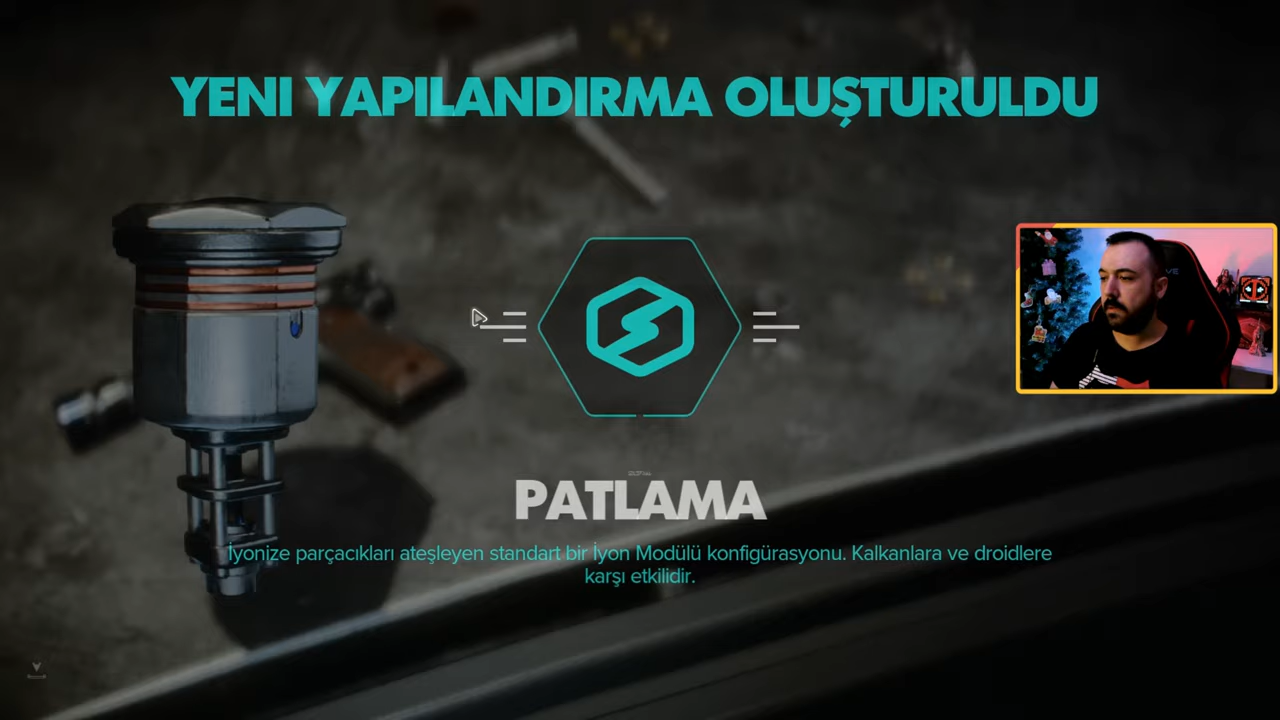 YENI YAPILANDIRMA OLUŞTURULDU
PATLAMA
İyonize parçacıkları ateşleyen standart bir İyon Modülü konfigürasyonu. Kalkanlara ve droidlere
karşı etkilidir.